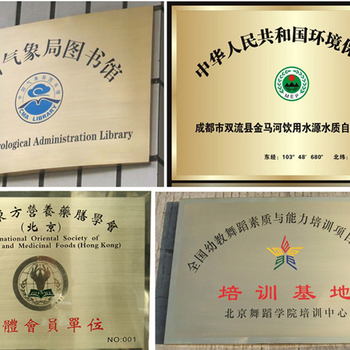 气象局图书馆
CMA LIBRARY
rological Administration Library
中华人民共和国环境保
MEP
成都市双流县金马河饮用水源水质自
东经：103° 48′ 680″
北纬：
東方營養藥膳學會
(北京)
national Oriental Society of
and Medicinal Foods (Hong Kong)
體會員單位
NO:001
全国幼教舞蹈素质与能力培训项
培训基地
北京舞蹈学院培训中心